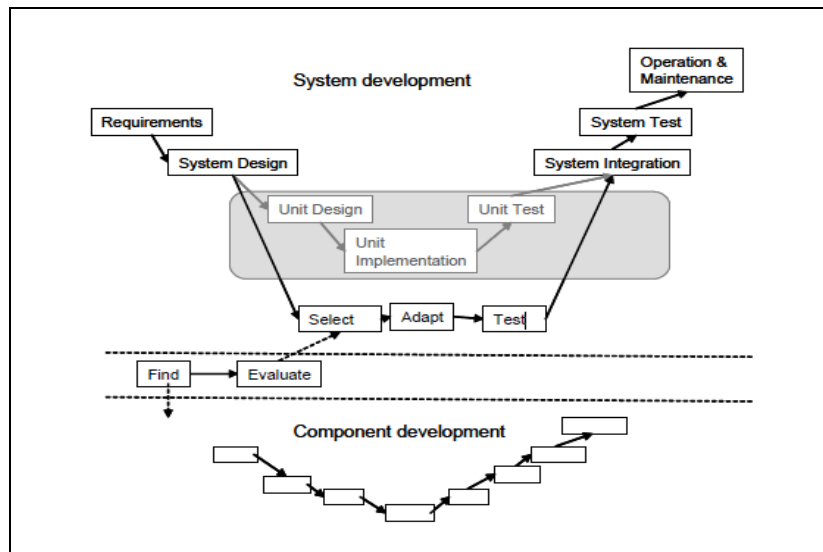 Operation &
Maintenance
System development
Requirements
System Test
System Design
System Integration
Unit Design
Unit Test
Unit
Implementation
Select
Adapt
Test
Find
Evaluate
Component development